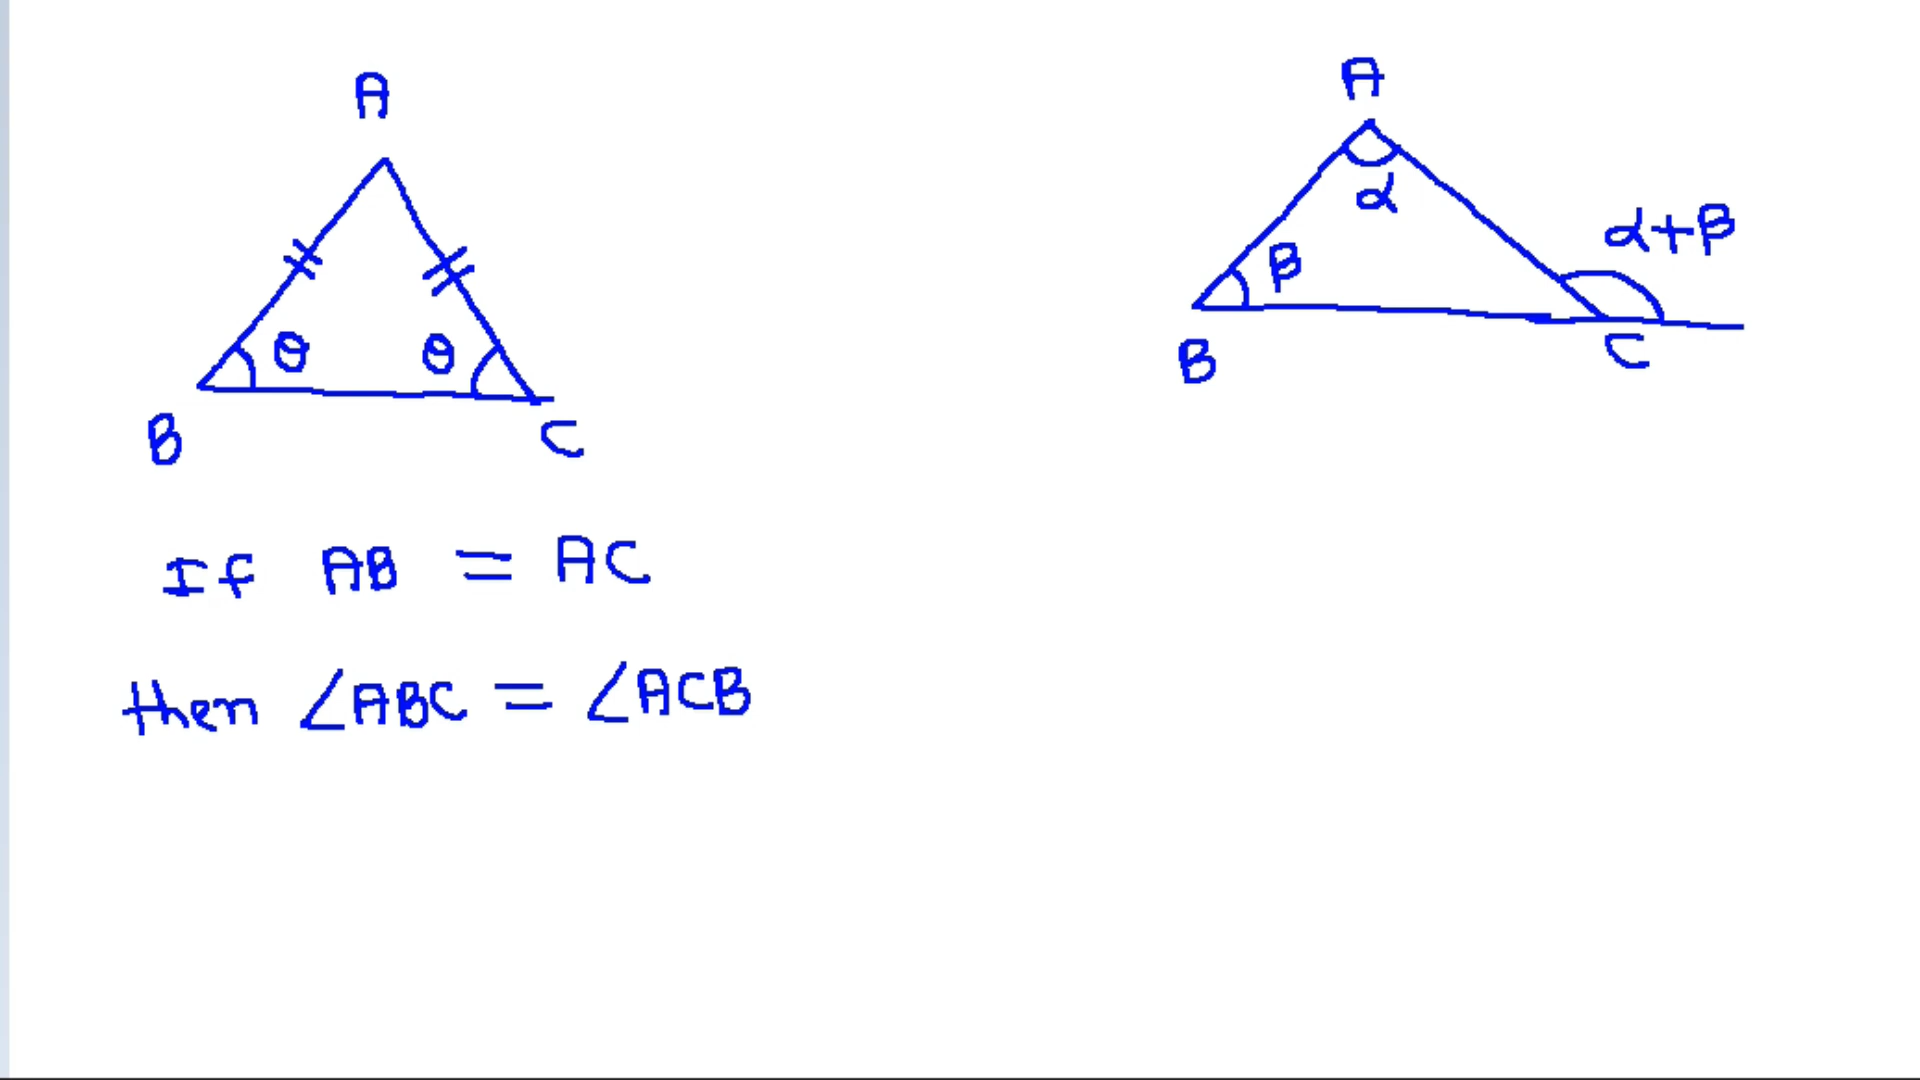 A
θ θ
B C
If AB = AC
then ∠ABC = ∠ACB
A
α
β
α+β
B C